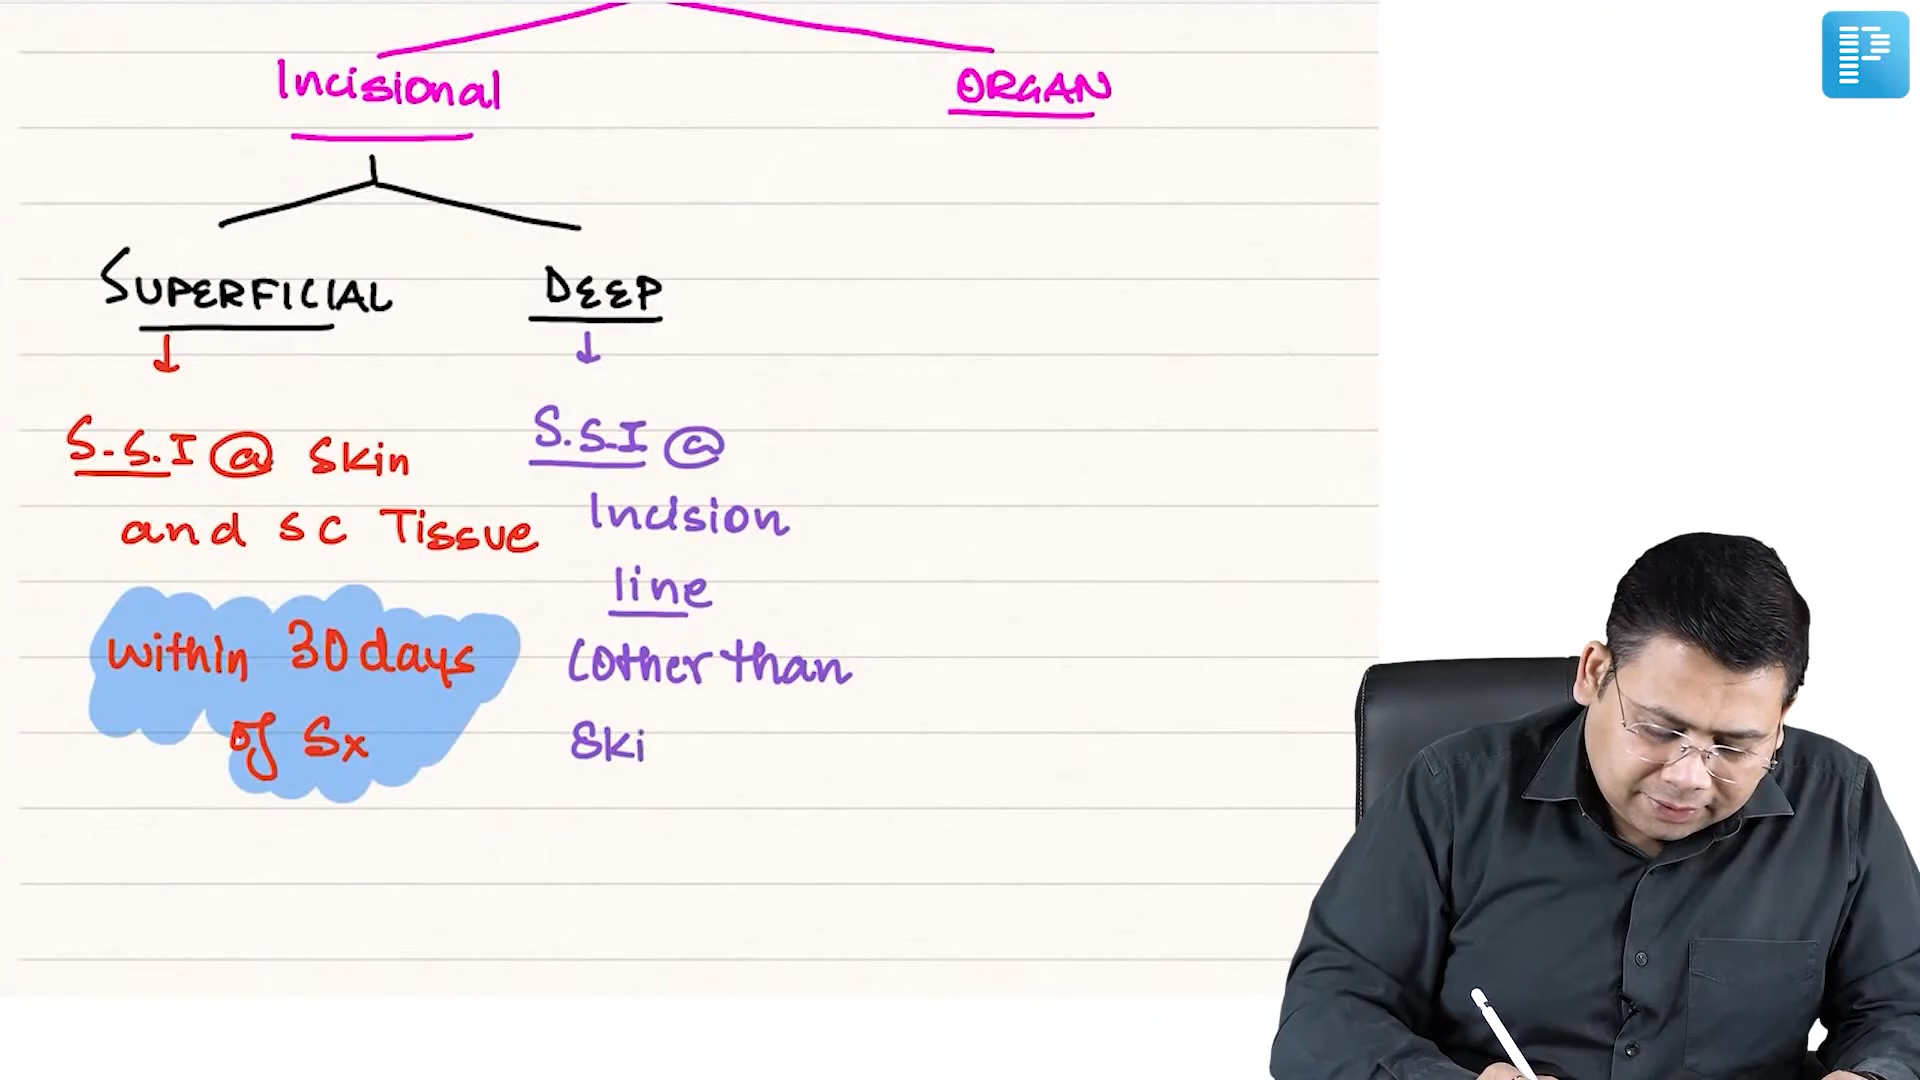 Incisional
ORGAN
SUPERFICIAL
DEEP
S.S.I @ Skin
and SC Tissue
within 30 days
of Sx
S.S.I @
Incision
line
(other than
Ski
P